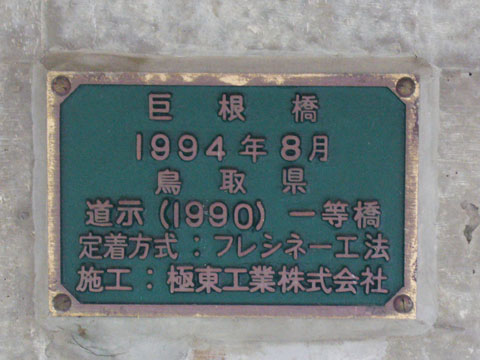 巨根橋
1994年8月
鳥取県
道示(1990) 一等橋
定着方式：フレシネー工法
施工：極東工業株式会社